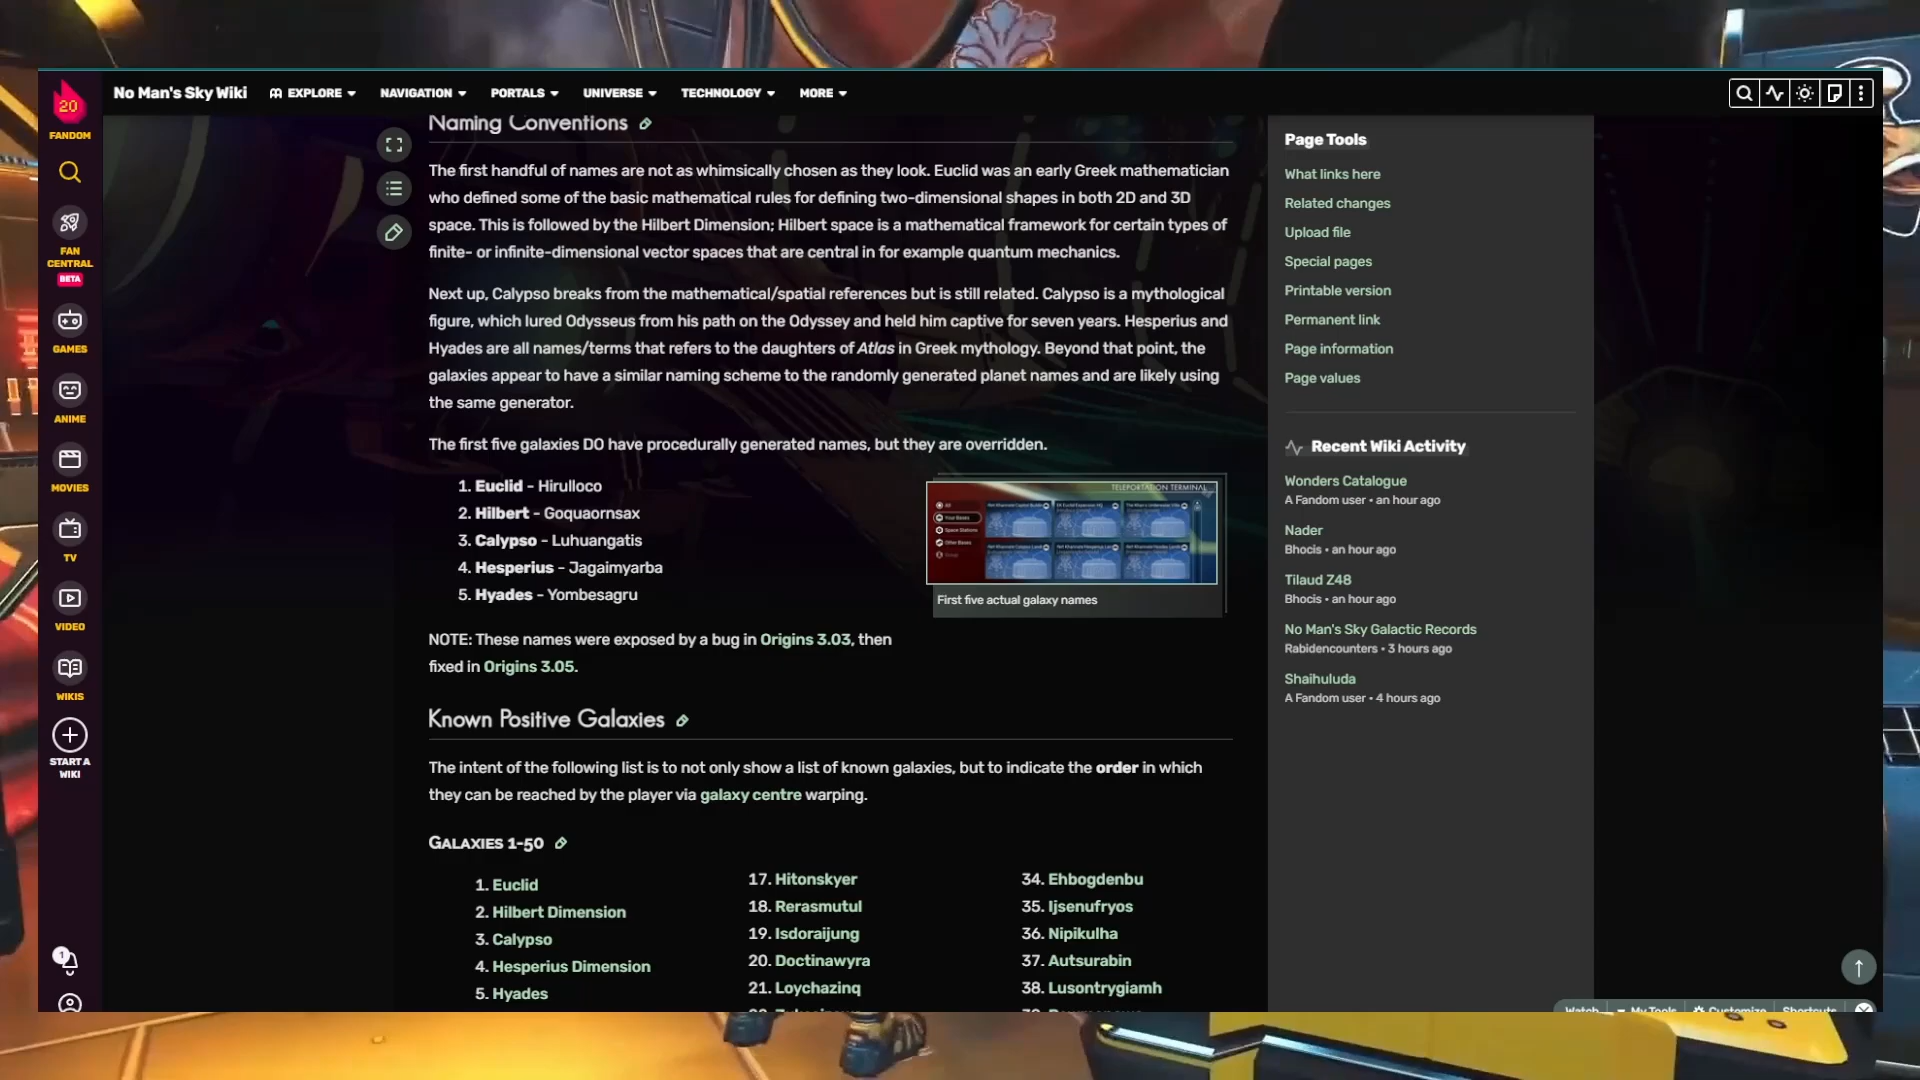 No Man's Sky Wiki
EXPLORE
NAVIGATION
PORTALS
UNIVERSE
TECHNOLOGY
MORE
20
FANDOM
FAN
CENTRAL
BETA
GAMES
ANIME
MOVIES
TV
VIDEO
WIKIS
START A
WIKI
1
Naming Conventions
The first handful of names are not as whimsically chosen as they look. Euclid was an early Greek mathematician
who defined some of the basic mathematical rules for defining two-dimensional shapes in both 2D and 3D
space. This is followed by the Hilbert Dimension; Hilbert space is a mathematical framework for certain types of
finite- or infinite-dimensional vector spaces that are central in for example quantum mechanics.
Next up, Calypso breaks from the mathematical/spatial references but is still related. Calypso is a mythological
figure, which lured Odysseus from his path on the Odyssey and held him captive for seven years. Hesperius and
Hyades are all names/terms that refers to the daughters of Atlas in Greek mythology. Beyond that point, the
galaxies appear to have a similar naming scheme to the randomly generated planet names and are likely using
the same generator.
The first five galaxies DO have procedurally generated names, but they are overridden.
1. Euclid - Hirulloco
2. Hilbert - Goquaornsax
3. Calypso - Luhuangatis
4. Hesperius - Jagaimyarba
5. Hyades - Yombesagru
TELEPORTATION TERMINAL
First five actual galaxy names
NOTE: These names were exposed by a bug in Origins 3.03, then
fixed in Origins 3.05.
Known Positive Galaxies
The intent of the following list is to not only show a list of known galaxies, but to indicate the order in which
they can be reached by the player via galaxy centre warping.
GALAXIES 1-50
1. Euclid
2. Hilbert Dimension
3. Calypso
4. Hesperius Dimension
5. Hyades
17. Hitonskyer
18. Rerasmutul
19. Isdoraijung
20. Doctinawyra
21. Loychazinq
34. Ehbogdenbu
35. Ijsenufryos
36. Nipikulha
37. Autsurabin
38. Lusontrygiamh
Page Tools
What links here
Related changes
Upload file
Special pages
Printable version
Permanent link
Page information
Page values
Recent Wiki Activity
Wonders Catalogue
A Fandom user • an hour ago
Nader
Bhocis • an hour ago
Tilaud Z48
Bhocis • an hour ago
No Man's Sky Galactic Records
Rabidencounters • 3 hours ago
Shaihuluda
A Fandom user • 4 hours ago
Watch
My Tools
Customize
Shortcuts